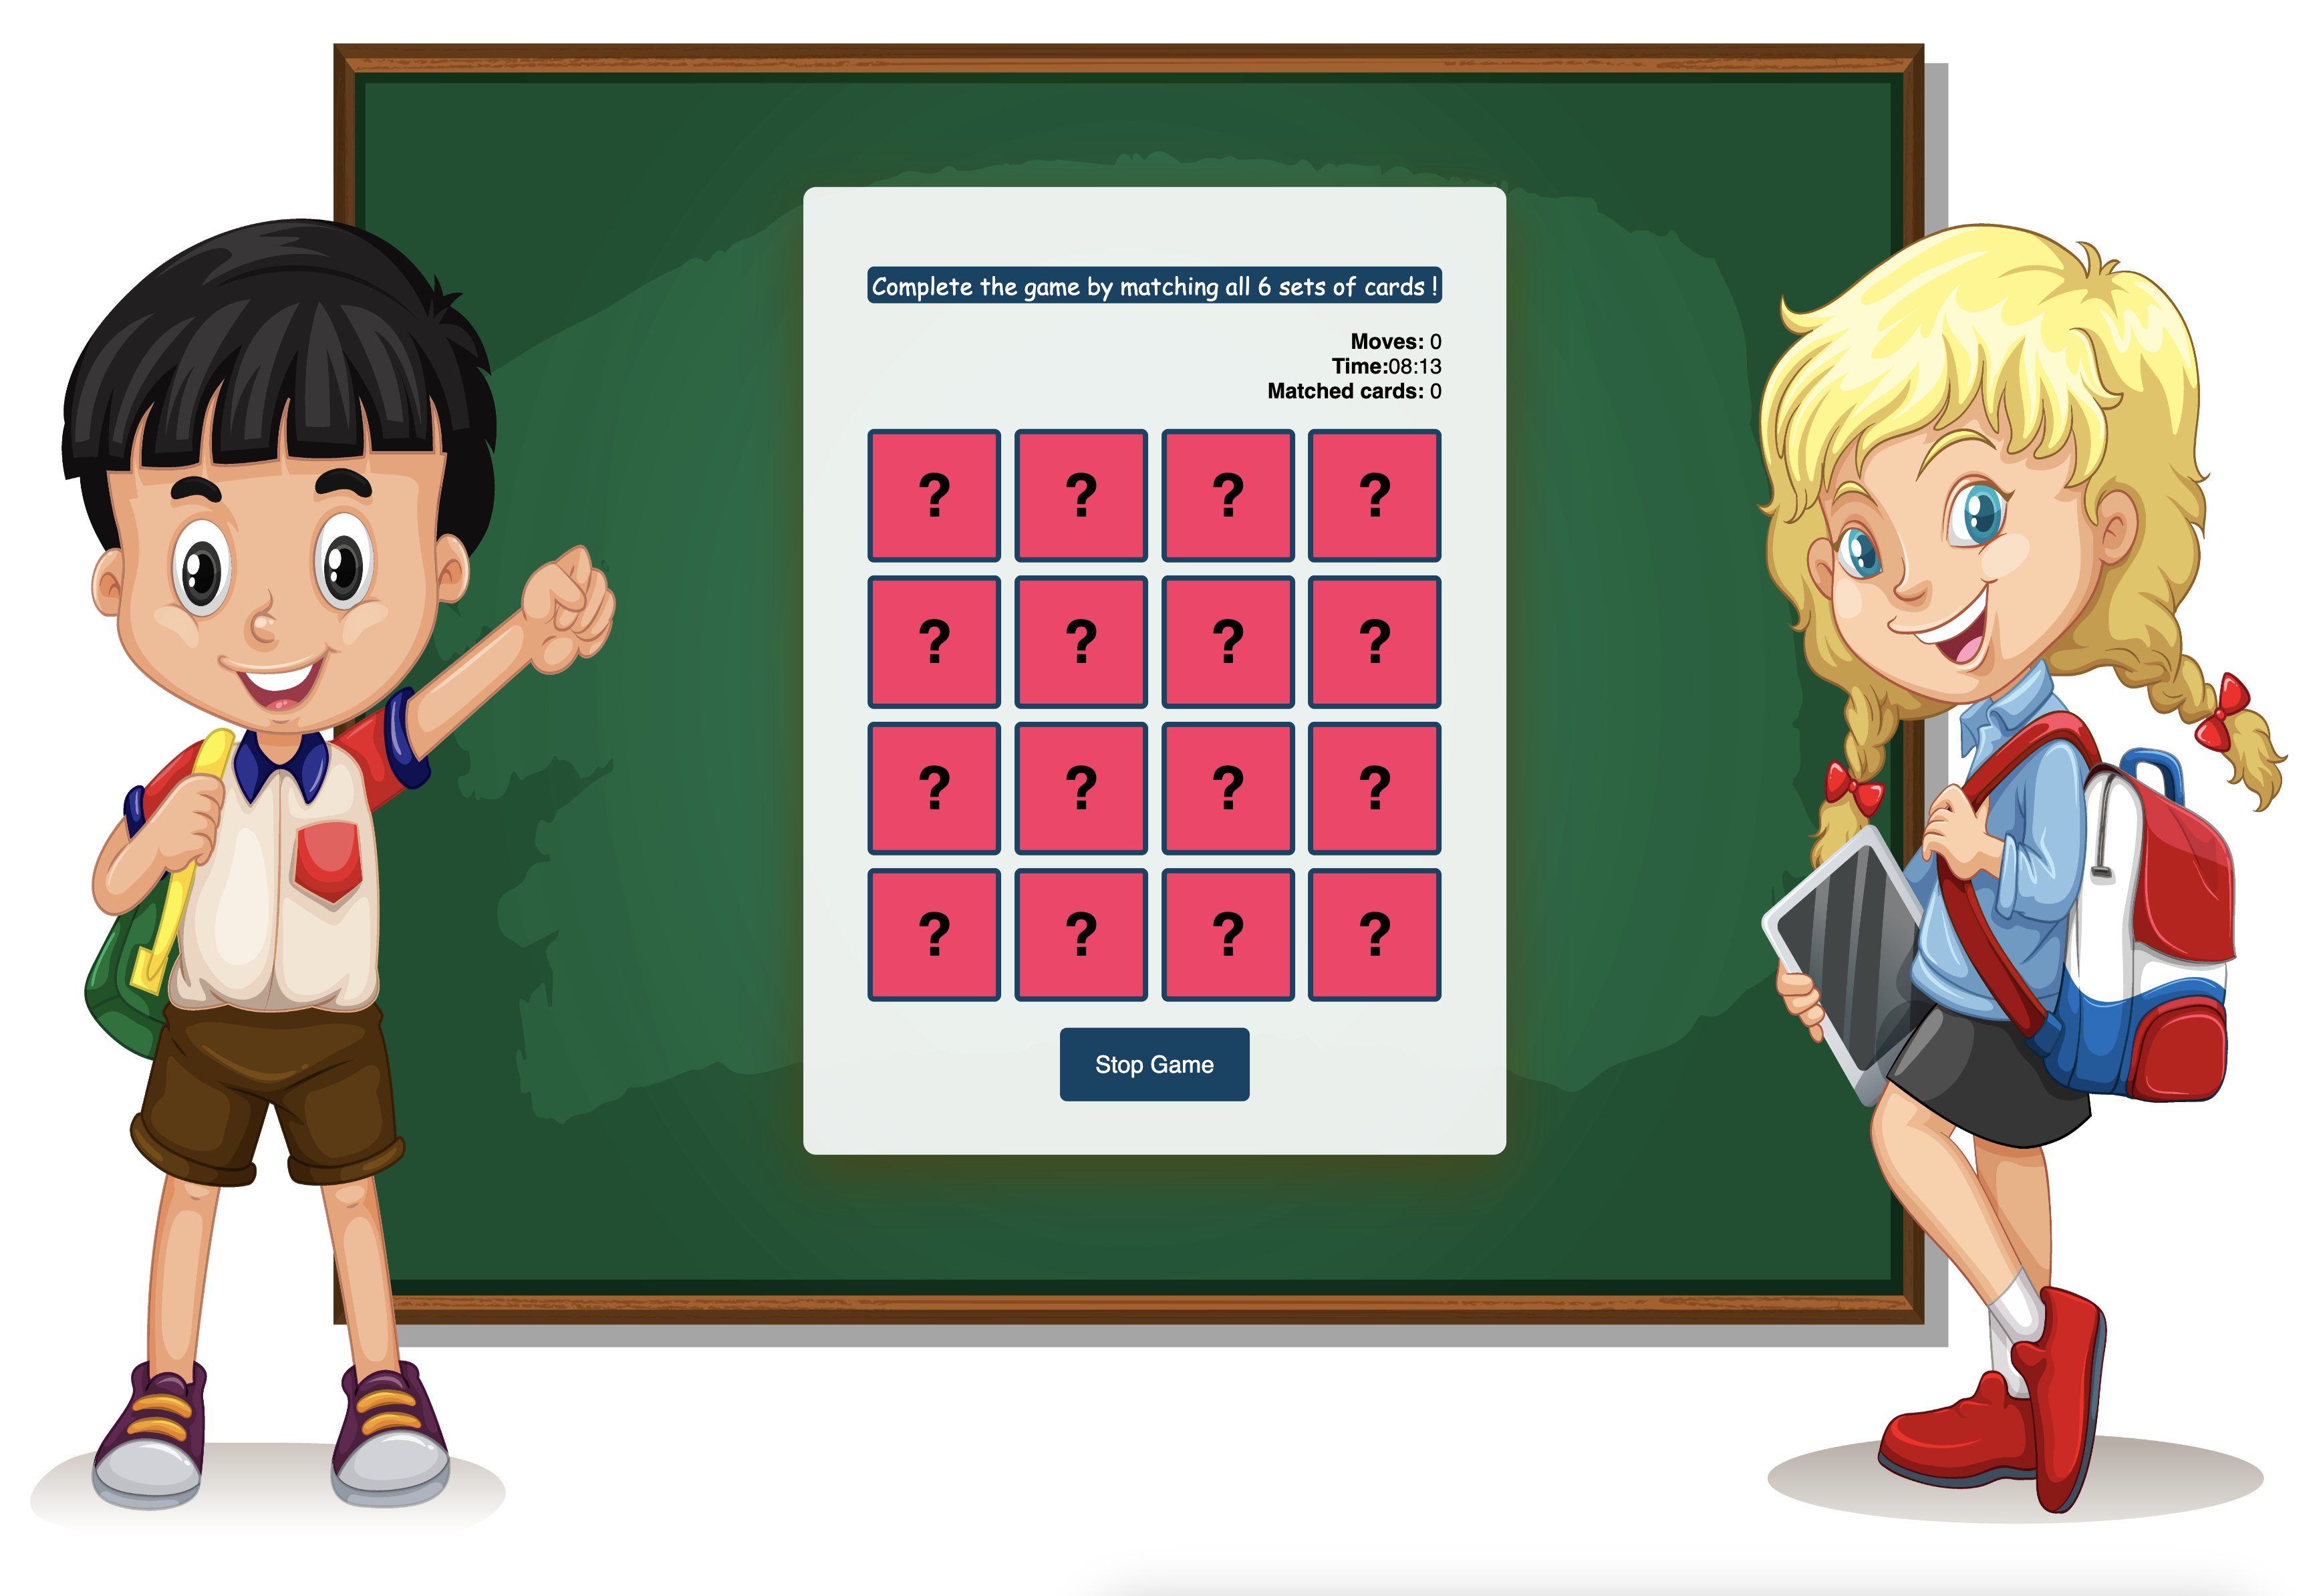 Complete the game by matching all 6 sets of cards !
Moves: 0
Time:08:13
Matched cards: 0
? ? ? ?
? ? ? ?
? ? ? ?
? ? ? ?
Stop Game